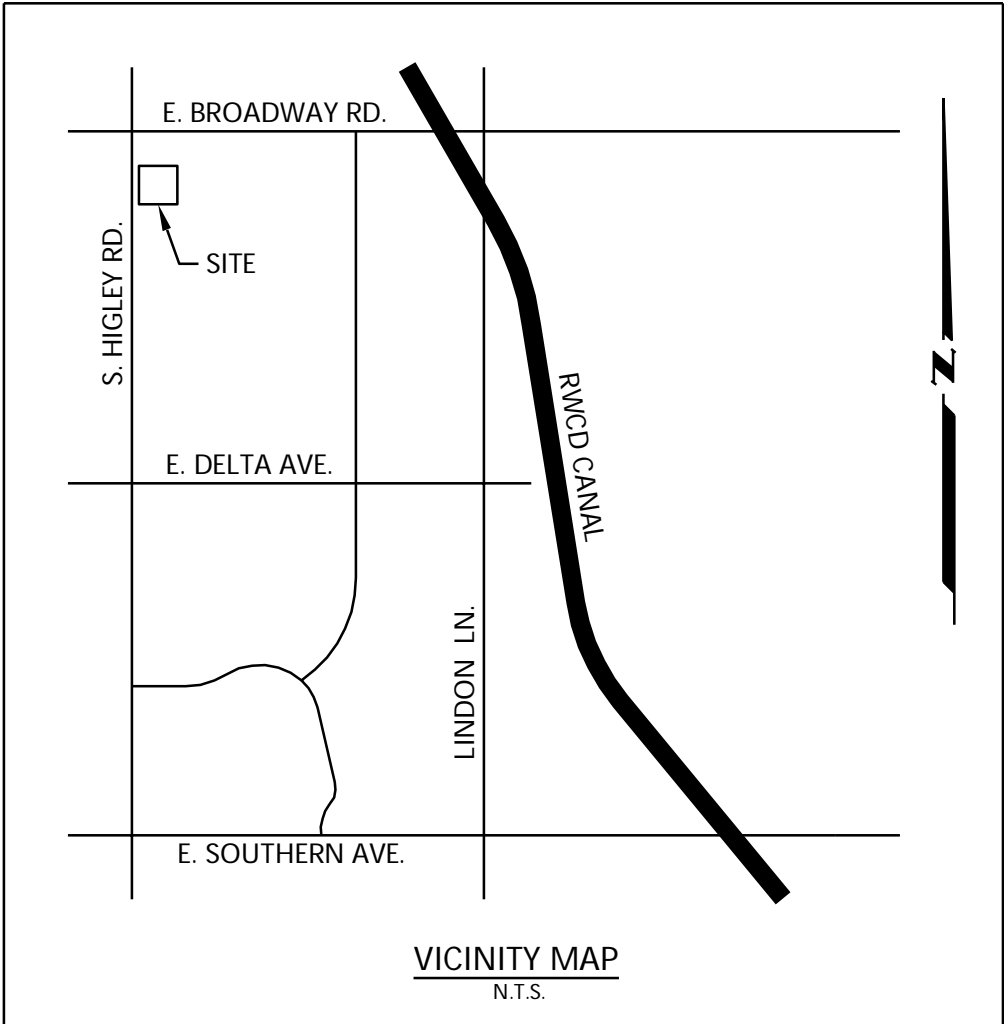 E. BROADWAY RD.
S. HIGLEY RD.
SITE
N
RWCD CANAL
E. DELTA AVE.
LINDON LN.
E. SOUTHERN AVE.
VICINITY MAP
N.T.S.